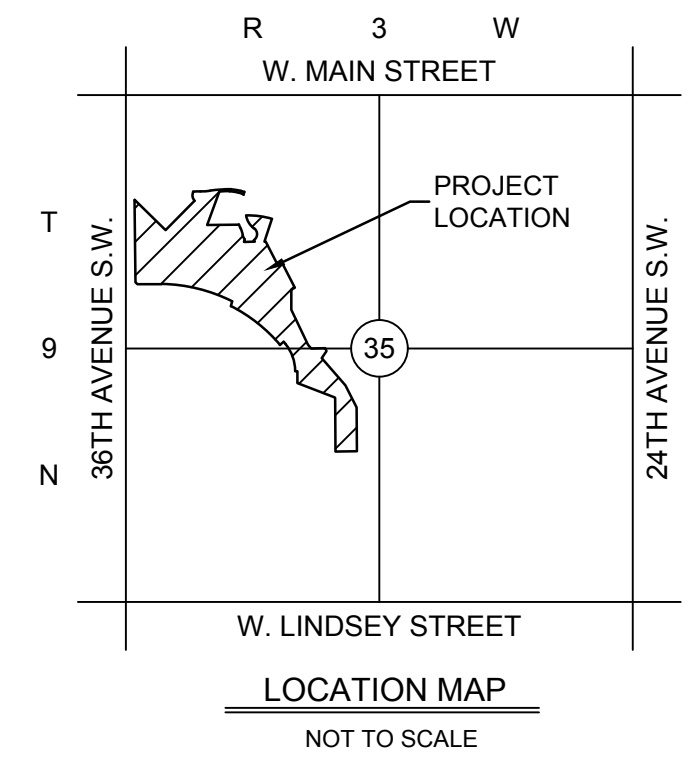 R 3 W
W. MAIN STREET
PROJECT
LOCATION
T
9
N
36TH AVENUE S.W.
35
24TH AVENUE S.W.
W. LINDSEY STREET
LOCATION MAP
NOT TO SCALE